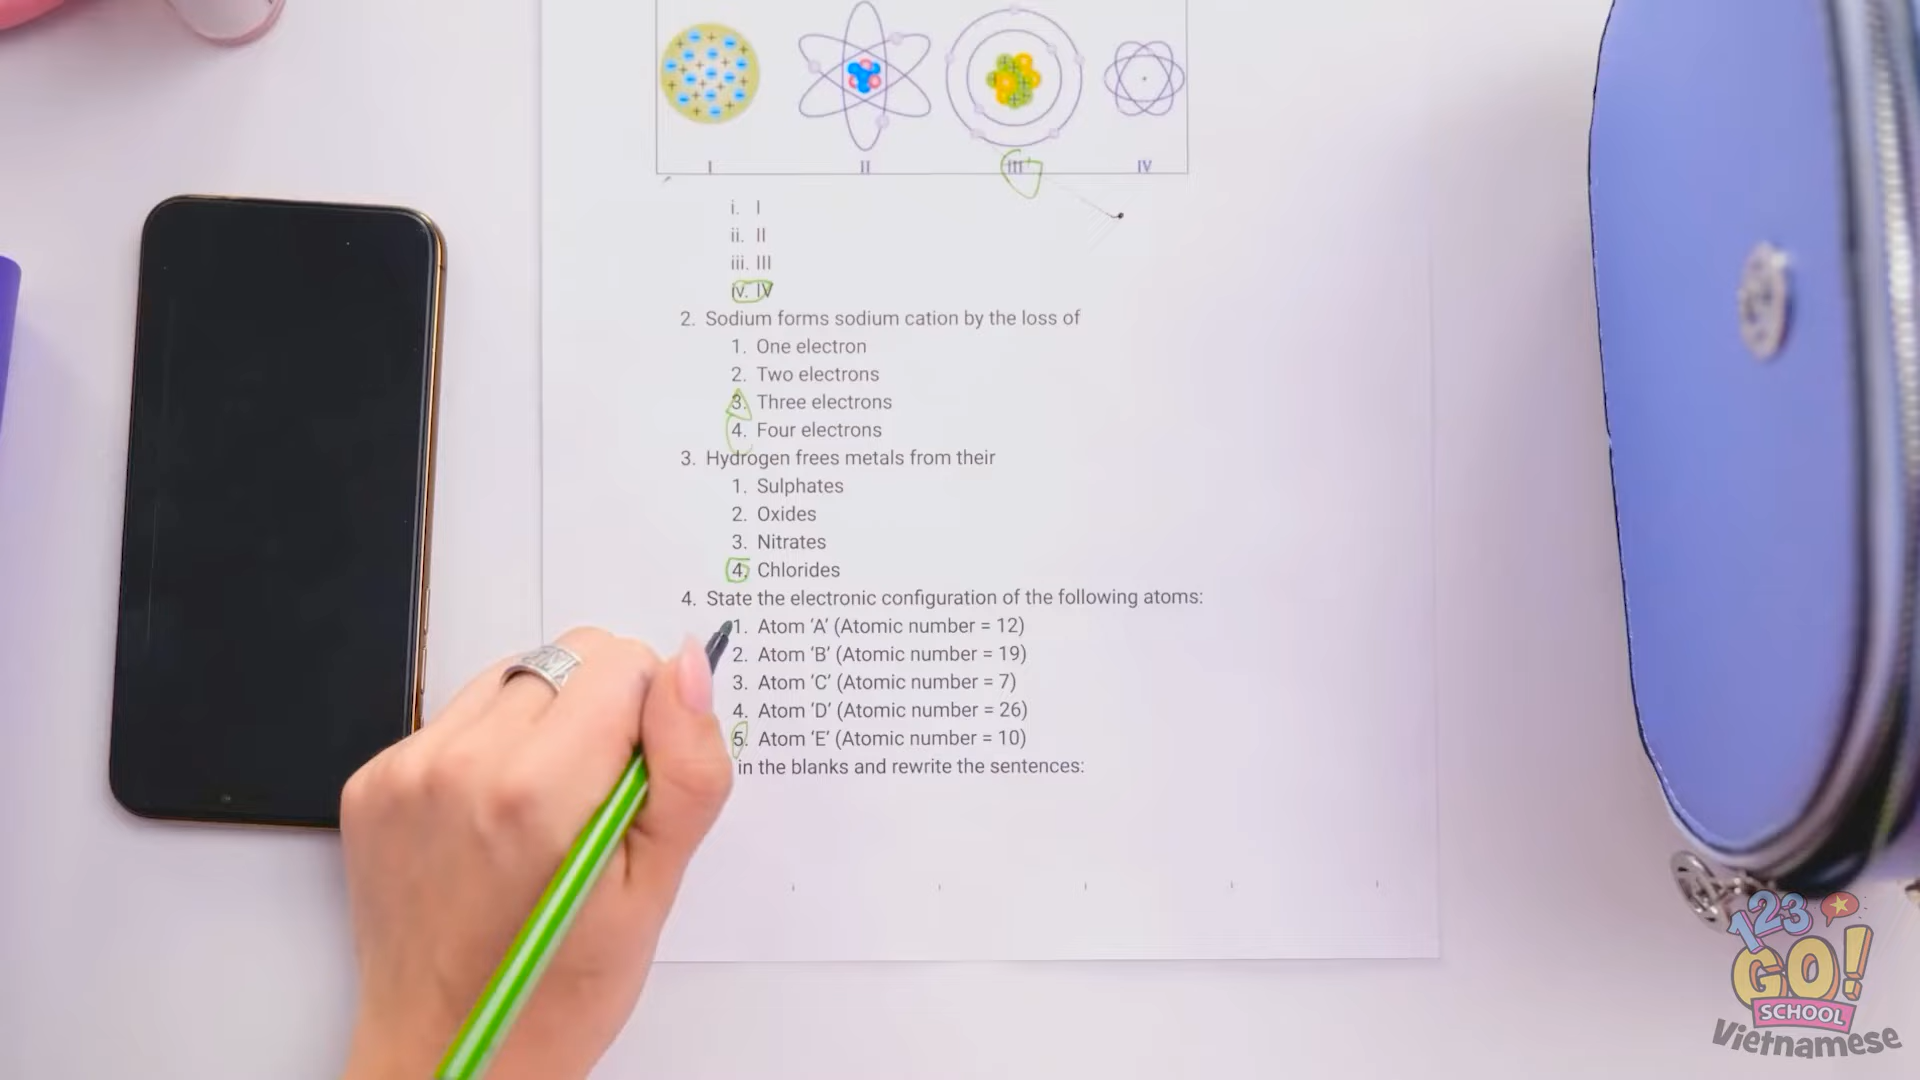 I II III IV
i. I
ii. II
iii. III
iv. IV
2. Sodium forms sodium cation by the loss of
1. One electron
2. Two electrons
3. Three electrons
4. Four electrons
3. Hydrogen frees metals from their
1. Sulphates
2. Oxides
3. Nitrates
4. Chlorides
4. State the electronic configuration of the following atoms:
1. Atom ‘A’ (Atomic number = 12)
2. Atom ‘B’ (Atomic number = 19)
3. Atom ‘C’ (Atomic number = 7)
4. Atom ‘D’ (Atomic number = 26)
5. Atom ‘E’ (Atomic number = 10)
in the blanks and rewrite the sentences:
123
GO!
SCHOOL
Vietnamese